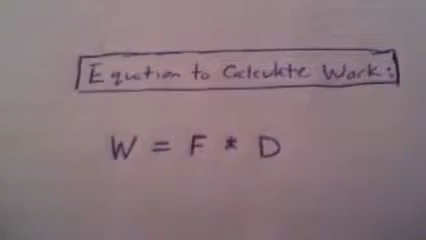 Equation to Calculate Work:
W = F * D